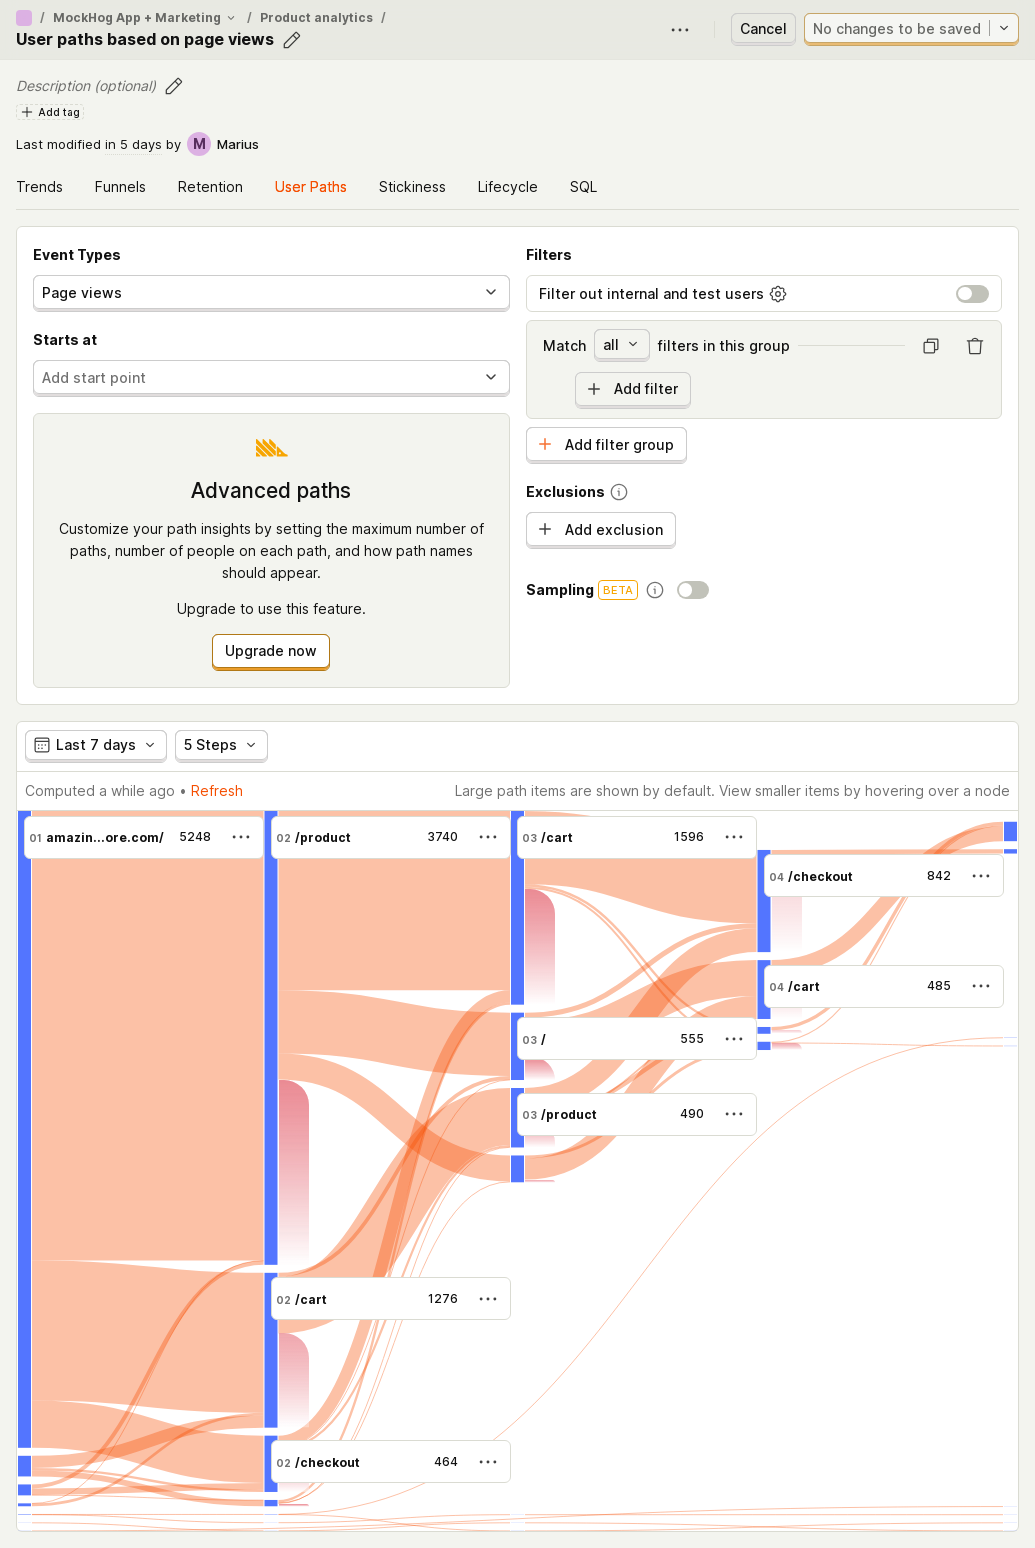 / MockHog App + Marketing / Product analytics /
User paths based on page views
Cancel
No changes to be saved
Description (optional)
Add tag
Last modified in 5 days by M Marius
Trends Funnels Retention User Paths Stickiness Lifecycle SQL
Event Types
Page views
Starts at
Add start point
Advanced paths
Customize your path insights by setting the maximum number of
paths, number of people on each path, and how path names
should appear.
Upgrade to use this feature.
Upgrade now
Filters
Filter out internal and test users
Match all filters in this group
Add filter
Add filter group
Exclusions
Add exclusion
Sampling BETA
Last 7 days 5 Steps
Computed a while ago • Refresh
Large path items are shown by default. View smaller items by hovering over a node
01 amazin...ore.com/ 5248
02 /product 3740
03 /cart 1596
04 /checkout 842
04 /cart 485
03 / 555
03 /product 490
02 /cart 1276
02 /checkout 464